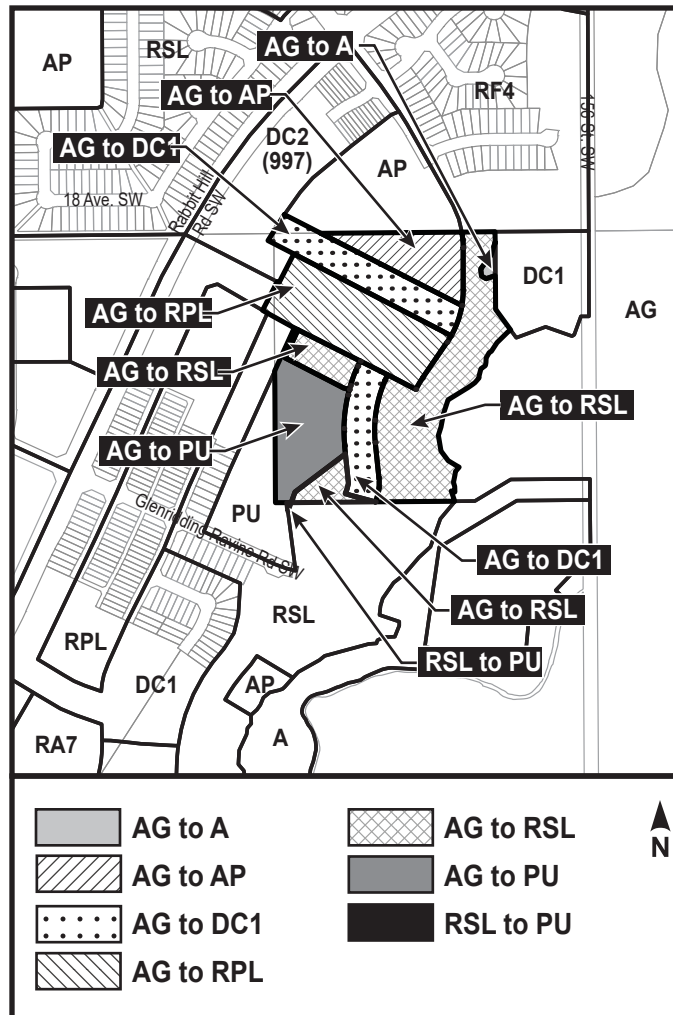 AG to A
RSL
AP
AG to AP
RF4
156 St. SW
DC2
(997)
AG to DC1
AP
18 Ave. SW
Rabbit Hill
Rd SW
DC1
AG
AG to RPL
AG to RSL
AG to RSL
AG to PU
PU
Glenridding Ravine Rd SW
AG to DC1
RSL
AG to RSL
RPL
RSL to PU
DC1
AP
RA7
A
AG to A
AG to RSL
AG to AP
AG to PU
AG to DC1
RSL to PU
AG to RPL
N